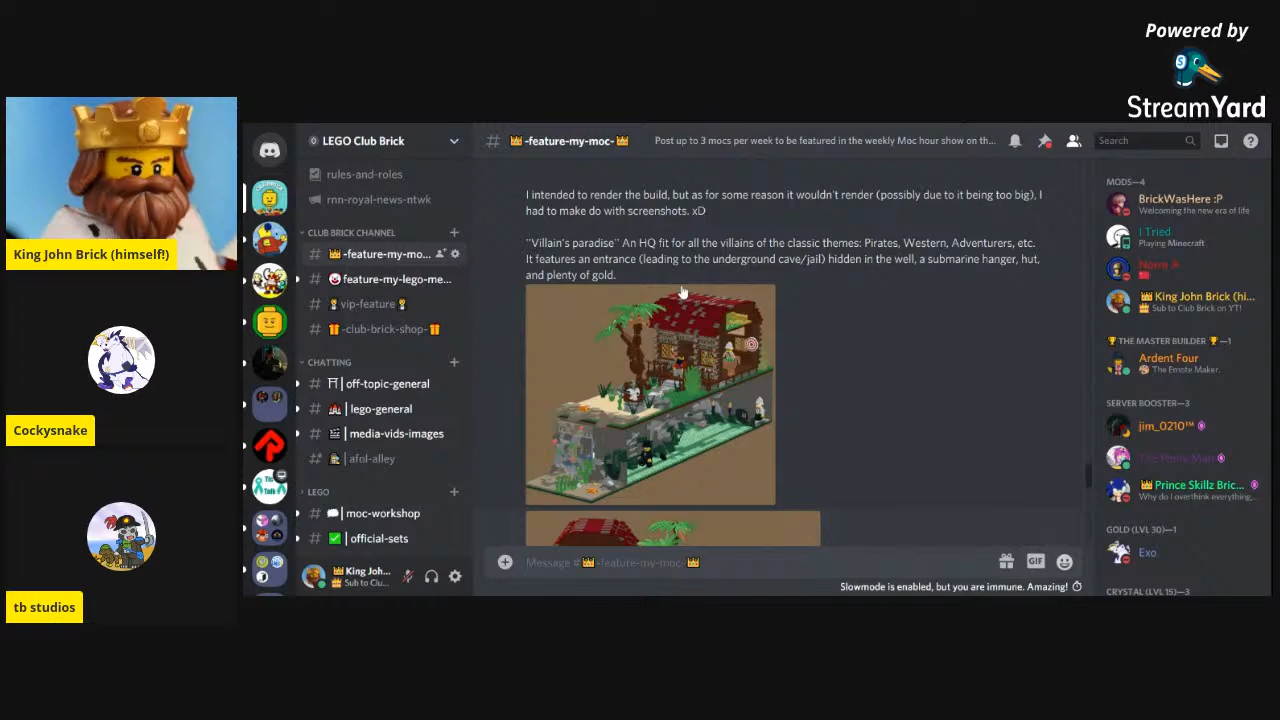 Powered by
StreamYard
King John Brick (himself!)
Cockysnake
tb studios
LEGO Club Brick
rules-and-roles
rnn-royal-news-ntwk
CLUB BRICK CHANNEL
-feature-my-mo...
feature-my-lego-me...
vip-feature
-club-brick-shop-
CHATTING
off-topic-general
lego-general
media-vids-images
afol-alley
LEGO
moc-workshop
official-sets
King Joh...
Sub to Clu...
-feature-my-moc-
Post up to 3 mocs per week to be featured in the weekly Moc hour show on th...
Search
I intended to render the build, but as for some reason it wouldn't render (possibly due to it being too big), I
had to make do with screenshots. xD
"Villain's paradise" An HQ fit for all the villains of the classic themes: Pirates, Western, Adventurers, etc.
It features an entrance (leading to the underground cave/jail) hidden in the well, a submarine hanger, hut,
and plenty of gold.
Message # -feature-my-moc-
GIF
Slowmode is enabled, but you are immune. Amazing!
MODS—4
BrickWasHere :P
Welcoming the new era of life
I Tried
Playing Minecraft
King John Brick (hi...
Sub to Club Brick on YT!
THE MASTER BUILDER —1
Ardent Four
The Emote Maker.
SERVER BOOSTER—3
jim_0210™
Prince Skillz Bric...
Why do I overthink everything,...
GOLD (LVL 30)—1
Exo
CRYSTAL (LVL 15)—3